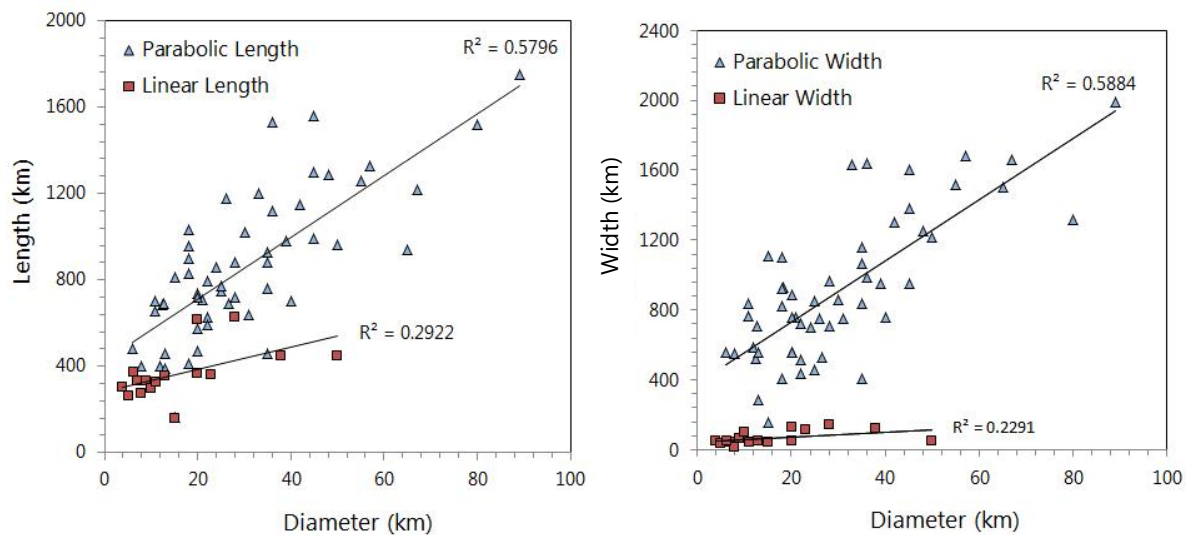 2000
1600
1200
800
400
0
Length (km)
Parabolic Length
Linear Length
R² = 0.5796
R² = 0.2922
0 20 40 60 80 100
Diameter (km)
2400
2000
1600
1200
800
400
0
Width (km)
Parabolic Width
Linear Width
R² = 0.5884
R² = 0.2291
0 20 40 60 80 100
Diameter (km)